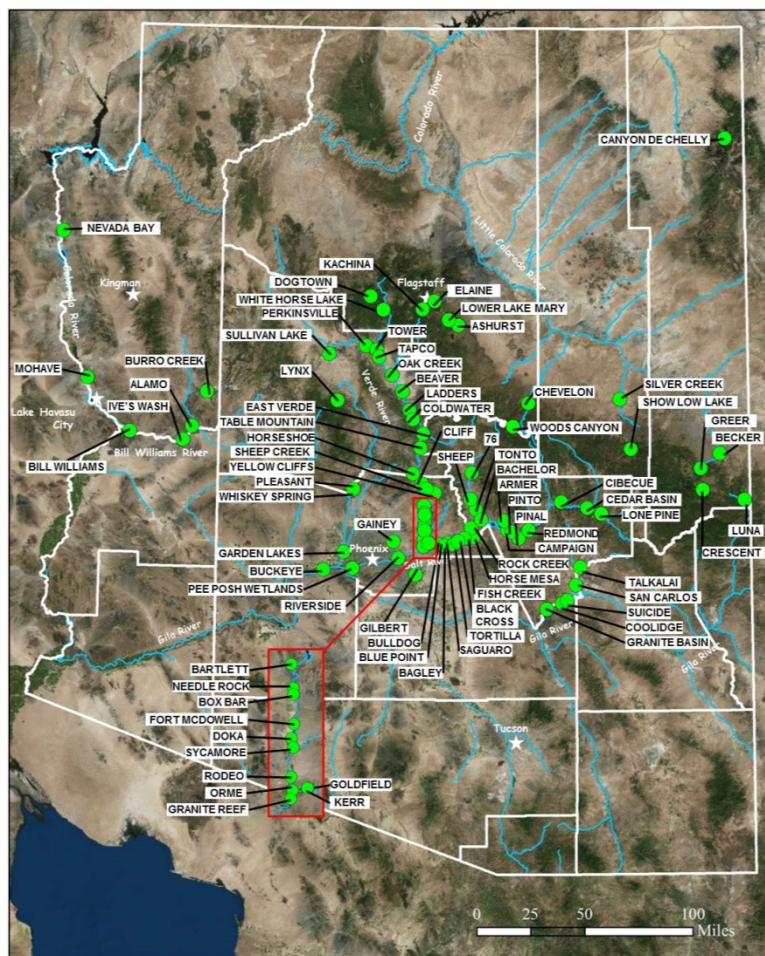 CANYON DE CHELLY
Colorado River
NEVADA BAY
Little Colorado River
Colorado River
KACHINA
Flagstaff
Kingman
DOGTOWN
ELAINE
WHITE HORSE LAKE
LOWER LAKE MARY
PERKINSVILLE
ASHURST
TOWER
SULLIVAN LAKE
TAPCO
OAK CREEK
MOHAVE
BURRO CREEK
LYNX
Verde River
BEAVER
SILVER CREEK
ALAMO
LADDERS
CHEVELON
SHOW LOW LAKE
Lake Havasu
City
IVE'S WASH
EAST VERDE
COLDWATER
GREER
TABLE MOUNTAIN
CLIFF
76
WOODS CANYON
BECKER
HORSESHOE
SHEEP
TONTO
BILL WILLIAMS
Bill Williams River
SHEEP CREEK
BACHELOR
YELLOW CLIFFS
ARMER
PLEASANT
PINTO
CIBECUE
WHISKEY SPRING
CEDAR BASIN
PINAL
LONE PINE
GAINEY
REDMOND
LUNA
GARDEN LAKES
Phoenix
CAMPAIGN
CRESCENT
BUCKEYE
Salt River
ROCK CREEK
PEE POSH WETLANDS
HORSE MESA
TALKALAI
RIVERSIDE
FISH CREEK
SAN CARLOS
BLACK
CROSS
SUICIDE
GILBERT
TORTILLA
COOLIDGE
Gila River
BULLDOG
SAGUARO
Gila River
GRANITE BASIN
BLUE POINT
Gila River
BARTLETT
BAGLEY
NEEDLE ROCK
BOX BAR
FORT MCDOWELL
Tucson
DOKA
SYCAMORE
RODEO
GOLDFIELD
ORME
KERR
GRANITE REEF
0 25 50 100
Miles